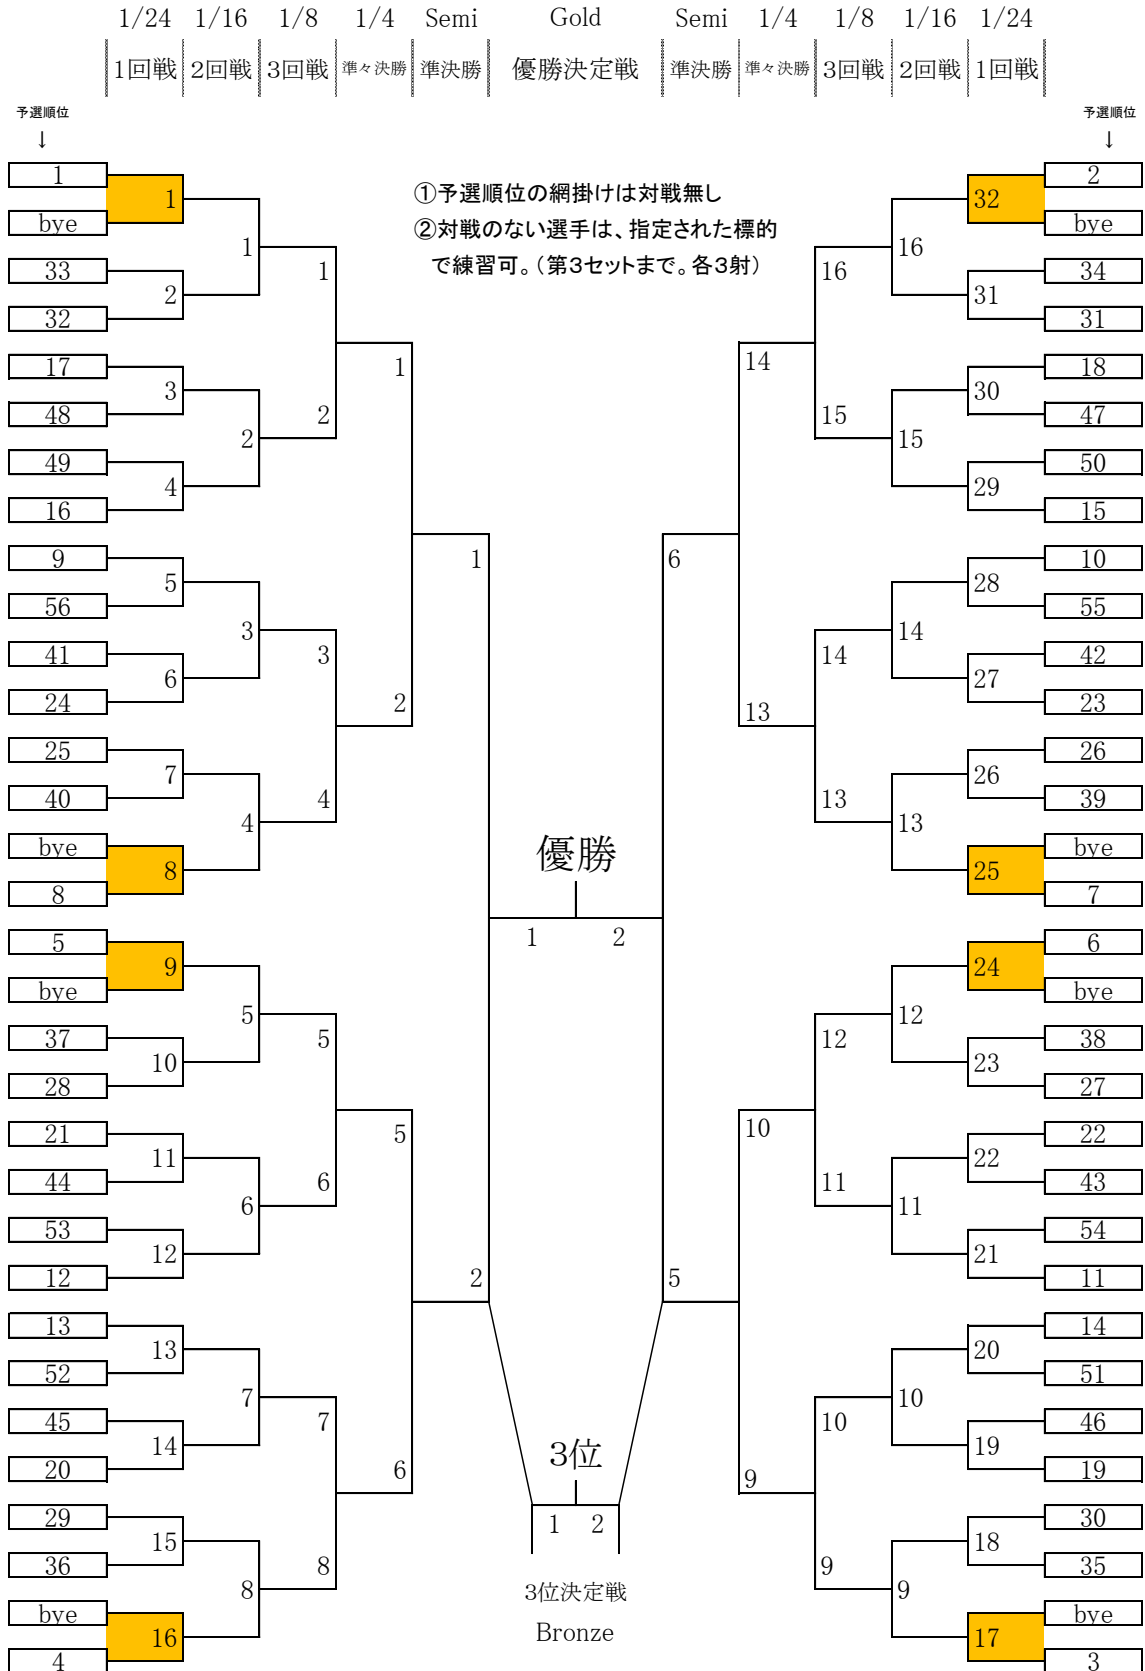 1/24 1/16 1/8 1/4 Semi Gold Semi 1/4 1/8 1/16 1/24
1回戦 2回戦 3回戦 準々決勝 準決勝 優勝決定戦 準決勝 準々決勝 3回戦 2回戦 1回戦
予選順位 予選順位
↓ ↓
1 2
①予選順位の網掛けは対戦無し
1 32
bye bye
②対戦のない選手は、指定された標的
1 16
で練習可。（第3セットまで。各3射）
33 1 16 34
2 31
32 31
17 1 14 18
3 30
48 2 15 47
2 15
49 50
4 29
16 15
9 1 6 10
5 28
56 55
3 14
41 3 14 42
6 27
24 2 13 23
25 26
7 26
40 4 13 39
4 13
bye 優勝 bye
8 25
8 7
5 1 2 6
9 24
bye bye
5 12
37 5 12 38
10 23
28 27
21 5 10 22
11 22
44 6 11 43
6 11
53 54
12 21
12 2 5 11
13 14
13 20
52 51
7 10
45 7 10 46
14 3位 19
20 6 9 19
29 1 2 30
15 18
36 8 9 35
8 3位決定戦 9
bye bye
16 Bronze 17
4 3